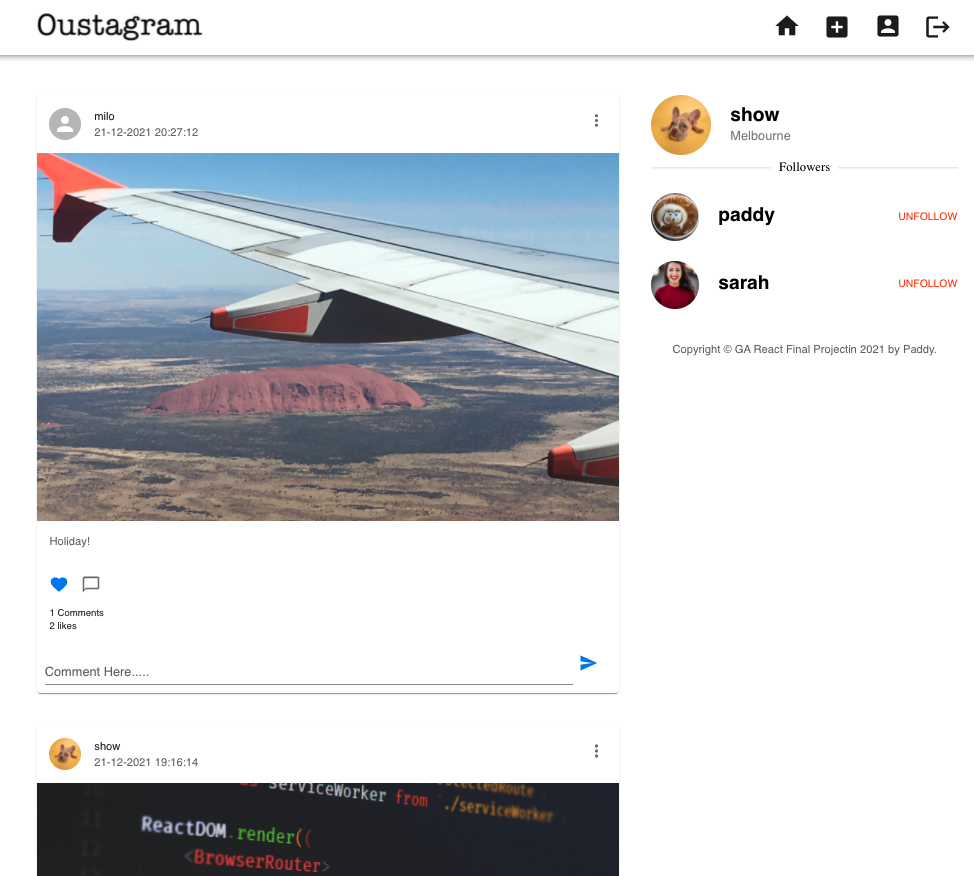 Oustagram
milo
21-12-2021 20:27:12
Holiday!
1 Comments
2 likes
Comment Here.....
show
21-12-2021 19:16:14
10 as serviceWorker from './serviceWorker
11 ReactDOM.render((
12 <BrowserRouter>
show
Melbourne
Followers
paddy
UNFOLLOW
sarah
UNFOLLOW
Copyright © GA React Final Projectin 2021 by Paddy.